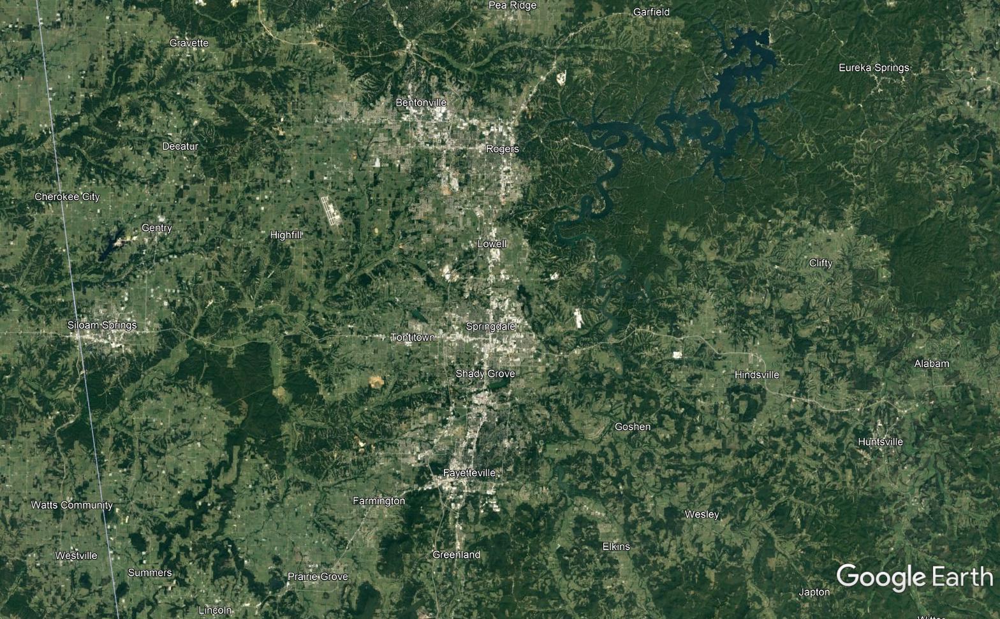 Pea Ridge
Garfield
Gravette
Eureka Springs
Bentonville
Decatur
Rogers
Cherokee City
Gentry
Highfill
Lowell
Clifty
Siloam Springs
Springdale
Tontitown
Alabam
Shady Grove
Hindsville
Goshen
Huntsville
Fayetteville
Farmington
Watts Community
Wesley
Elkins
Greenland
Westville
Summers
Prairie Grove
Google Earth
Japton
Lincoln